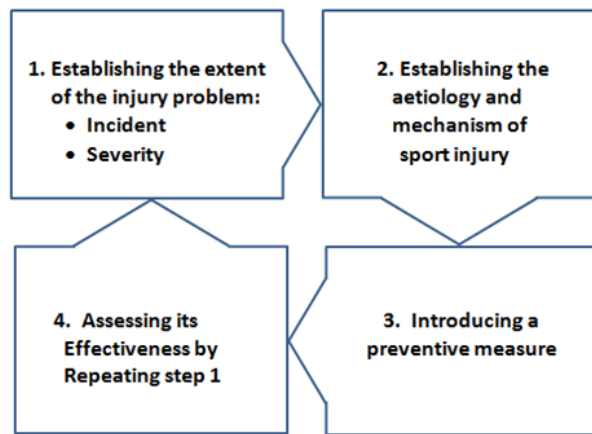 1. Establishing the extent
of the injury problem:
• Incident
• Severity
2. Establishing the
aetiology and
mechanism of
sport injury
3. Introducing a
preventive measure
4. Assessing its
Effectiveness by
Repeating step 1